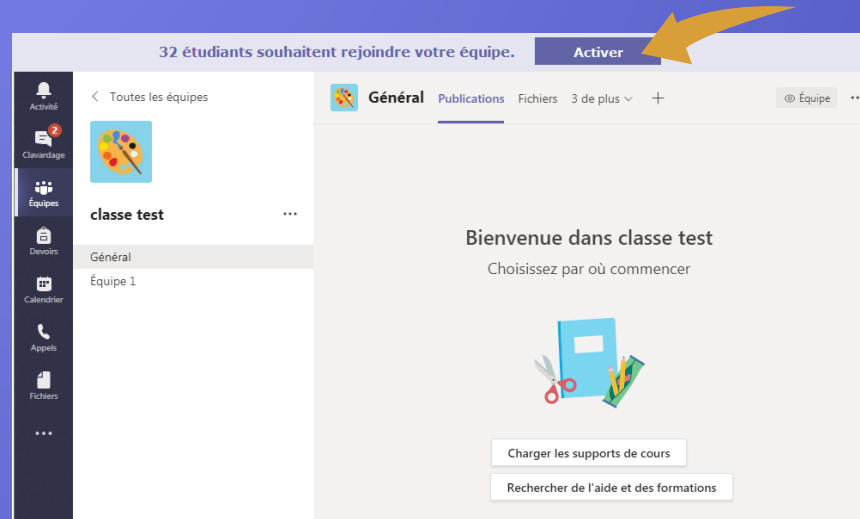 32 étudiants souhaitent rejoindre votre équipe. Activer
Activité
2
Clavardage
Équipes
Devoirs
Calendrier
Appels
Fichiers
Toutes les équipes
classe test
Général
Équipe 1
Général Publications Fichiers 3 de plus
Équipe
Bienvenue dans classe test
Choisissez par où commencer
Charger les supports de cours
Rechercher de l'aide et des formations